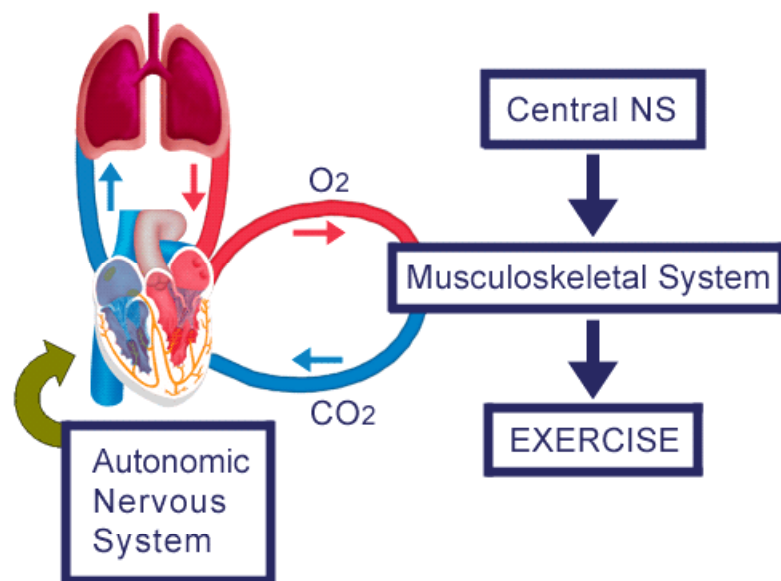 Central NS
O2
Musculoskeletal System
CO2
EXERCISE
Autonomic
Nervous
System